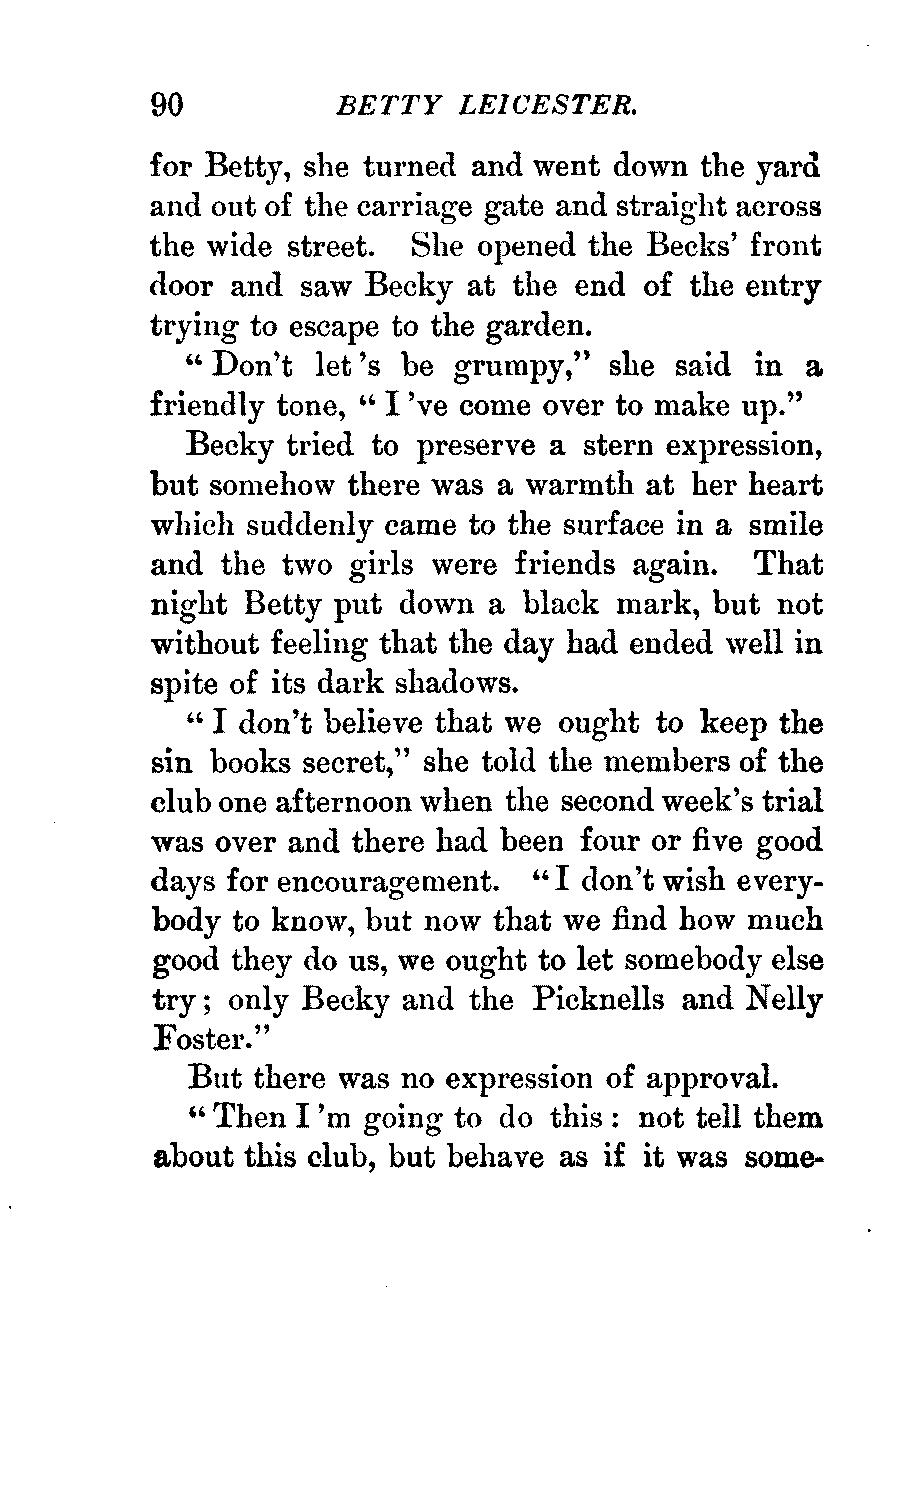 90 BETTY LEICESTER.
for Betty, she turned and went down the yard
and out of the carriage gate and straight across
the wide street. She opened the Becks' front
door and saw Becky at the end of the entry
trying to escape to the garden.
“ Don't let 's be grumpy,” she said in a
friendly tone, “ I 've come over to make up.”
Becky tried to preserve a stern expression,
but somehow there was a warmth at her heart
which suddenly came to the surface in a smile
and the two girls were friends again. That
night Betty put down a black mark, but not
without feeling that the day had ended well in
spite of its dark shadows.
“ I don't believe that we ought to keep the
sin books secret,” she told the members of the
club one afternoon when the second week's trial
was over and there had been four or five good
days for encouragement. “ I don't wish every-
body to know, but now that we find how much
good they do us, we ought to let somebody else
try ; only Becky and the Picknells and Nelly
Foster.”
But there was no expression of approval.
“ Then I 'm going to do this : not tell them
about this club, but behave as if it was some-